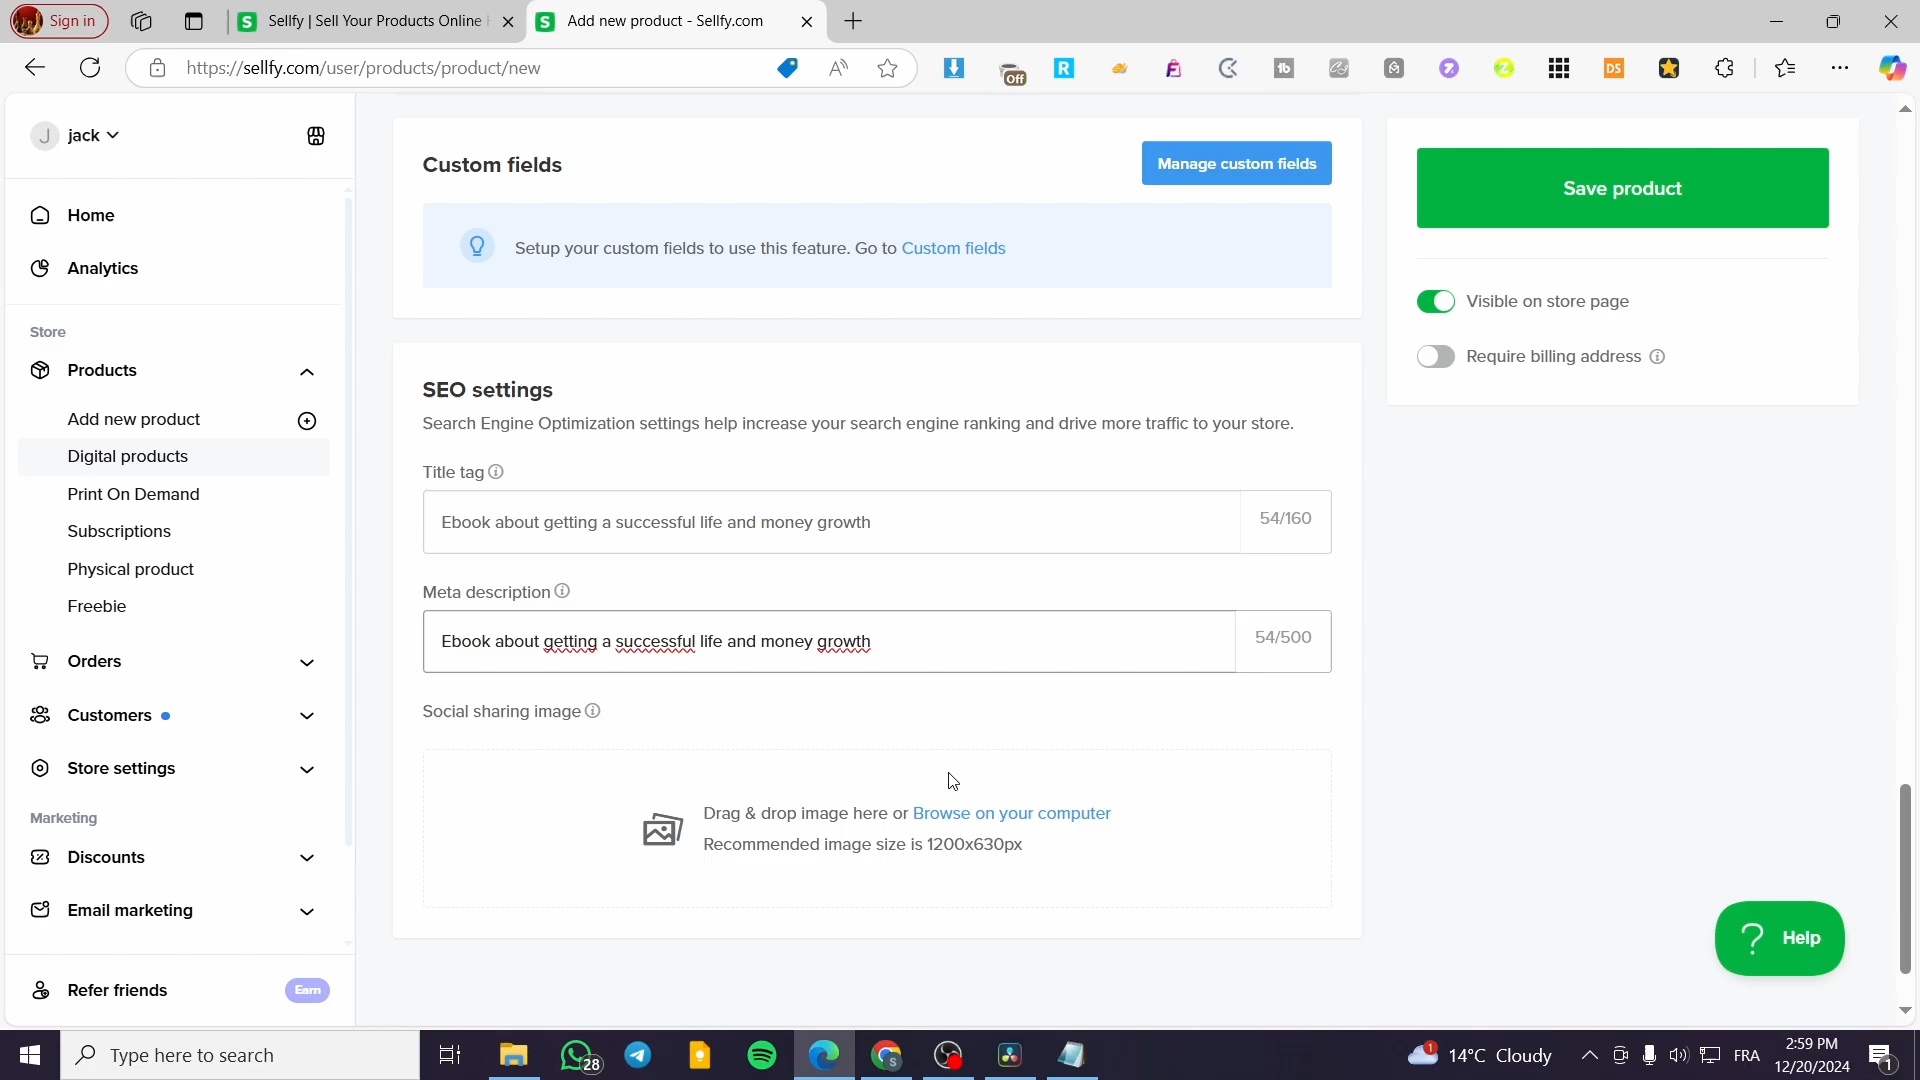 Sign in
Sellfy | Sell Your Products Online
Add new product - Sellfy.com
https://sellfy.com/user/products/product/new
Off
J
jack
Home
Analytics
Store
Products
Add new product
Digital products
Print On Demand
Subscriptions
Physical product
Freebie
Orders
Customers
Store settings
Marketing
Discounts
Email marketing
Refer friends
Earn
Custom fields
Manage custom fields
Setup your custom fields to use this feature. Go to Custom fields
SEO settings
Search Engine Optimization settings help increase your search engine ranking and drive more traffic to your store.
Title tag
Ebook about getting a successful life and money growth
54/160
Meta description
Ebook about getting a successful life and money growth
54/500
Social sharing image
Drag & drop image here or Browse on your computer
Recommended image size is 1200x630px
Save product
Visible on store page
Require billing address
? Help
Type here to search
28
1
14°C Cloudy
FRA
2:59 PM
12/20/2024
1